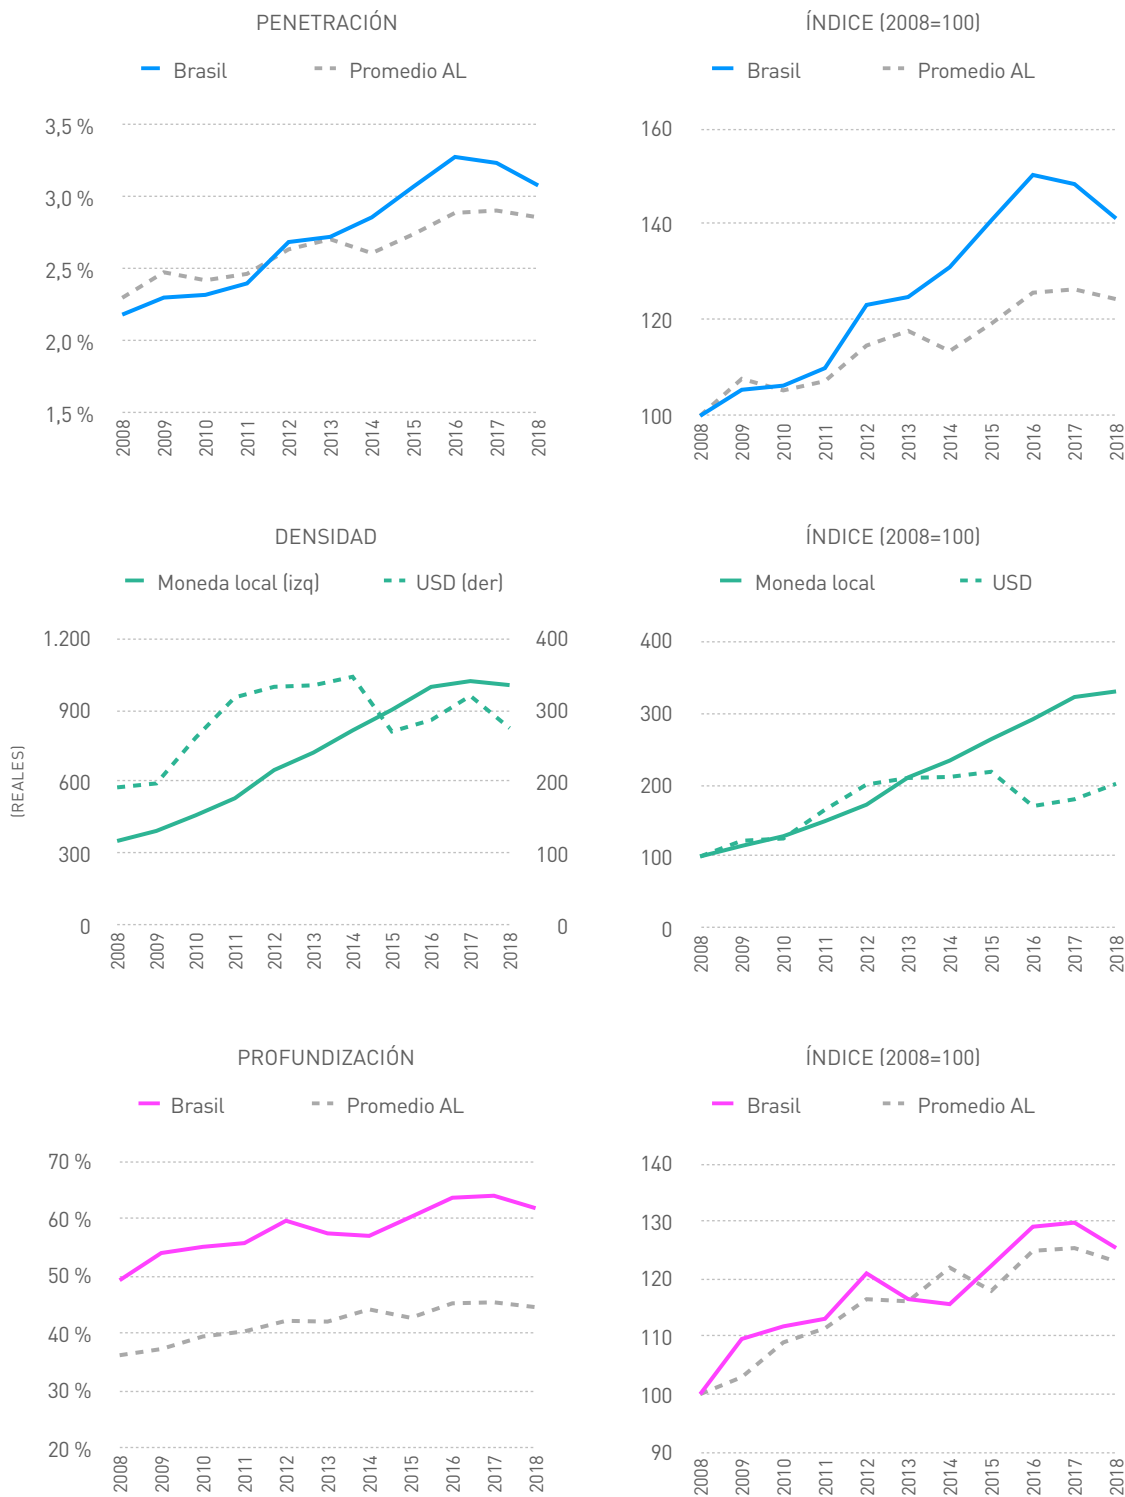 PENETRACIÓN
Brasil
Promedio AL
3,5 %
3,0 %
2,5 %
2,0 %
1,5 %
2008 2009 2010 2011 2012 2013 2014 2015 2016 2017 2018
ÍNDICE (2008=100)
Brasil
Promedio AL
160
140
120
100
2008 2009 2010 2011 2012 2013 2014 2015 2016 2017 2018
DENSIDAD
Moneda local (izq)
USD (der)
(REALES)
1.200
900
600
300
0
400
300
200
100
0
2008 2009 2010 2011 2012 2013 2014 2015 2016 2017 2018
ÍNDICE (2008=100)
Moneda local
USD
400
300
200
100
0
2008 2009 2010 2011 2012 2013 2014 2015 2016 2017 2018
PROFUNDIZACIÓN
Brasil
Promedio AL
70 %
60 %
50 %
40 %
30 %
20 %
2008 2009 2010 2011 2012 2013 2014 2015 2016 2017 2018
ÍNDICE (2008=100)
Brasil
Promedio AL
140
130
120
110
100
90
2008 2009 2010 2011 2012 2013 2014 2015 2016 2017 2018